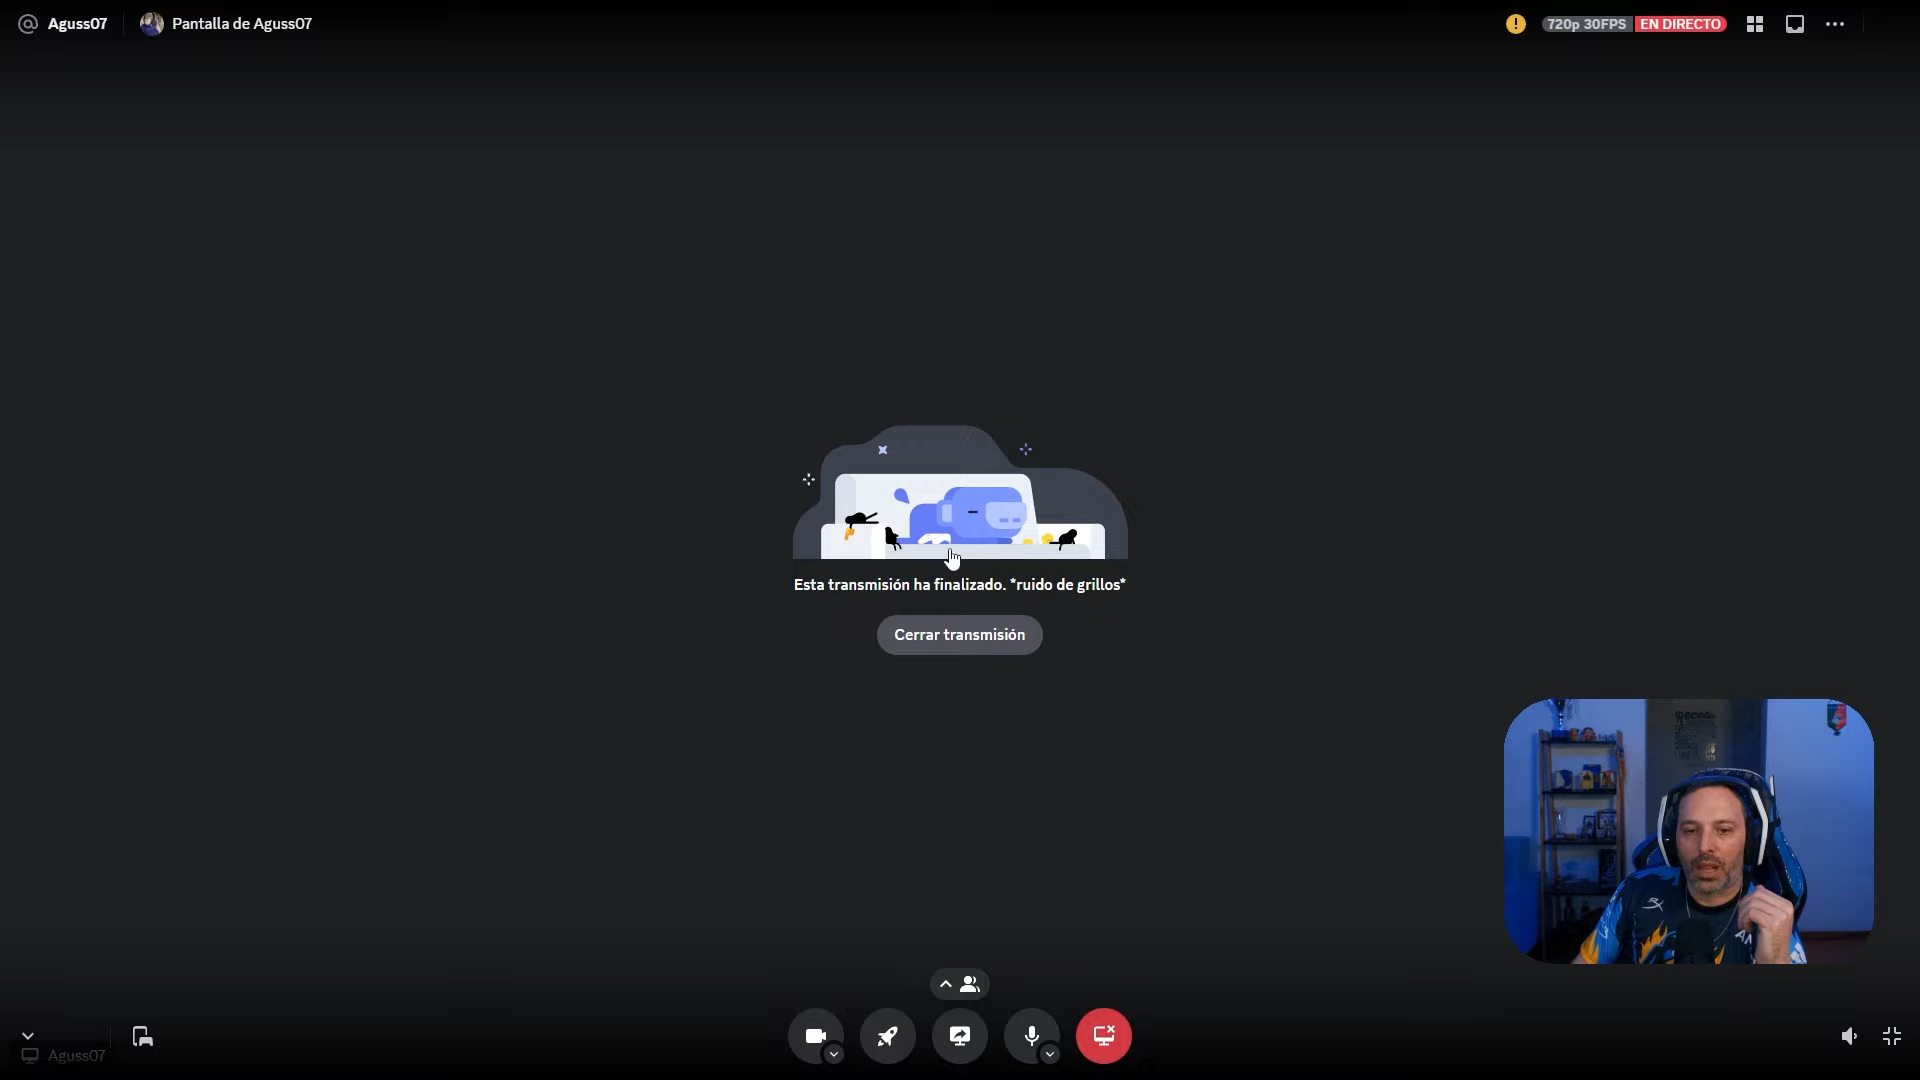 Aguss07
Pantalla de Aguss07
720p 30FPS
EN DIRECTO
Esta transmisión ha finalizado. *ruido de grillos*
Cerrar transmisión
Aguss07